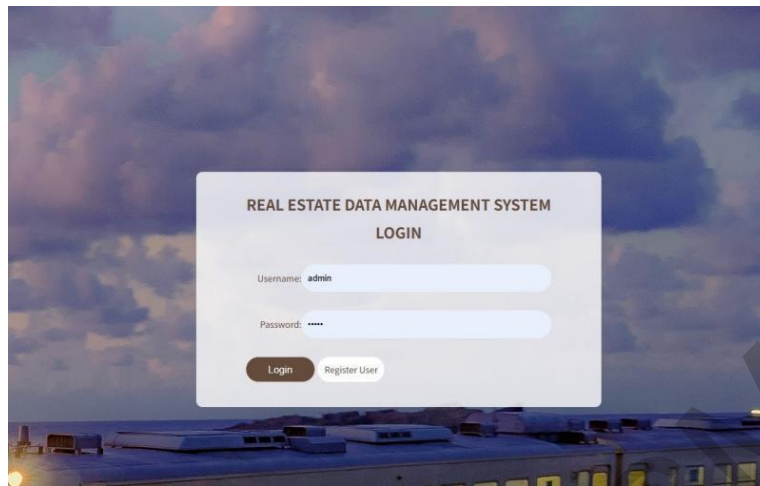 REAL ESTATE DATA MANAGEMENT SYSTEM
LOGIN
Username: admin
Password: •••••
Login Register User